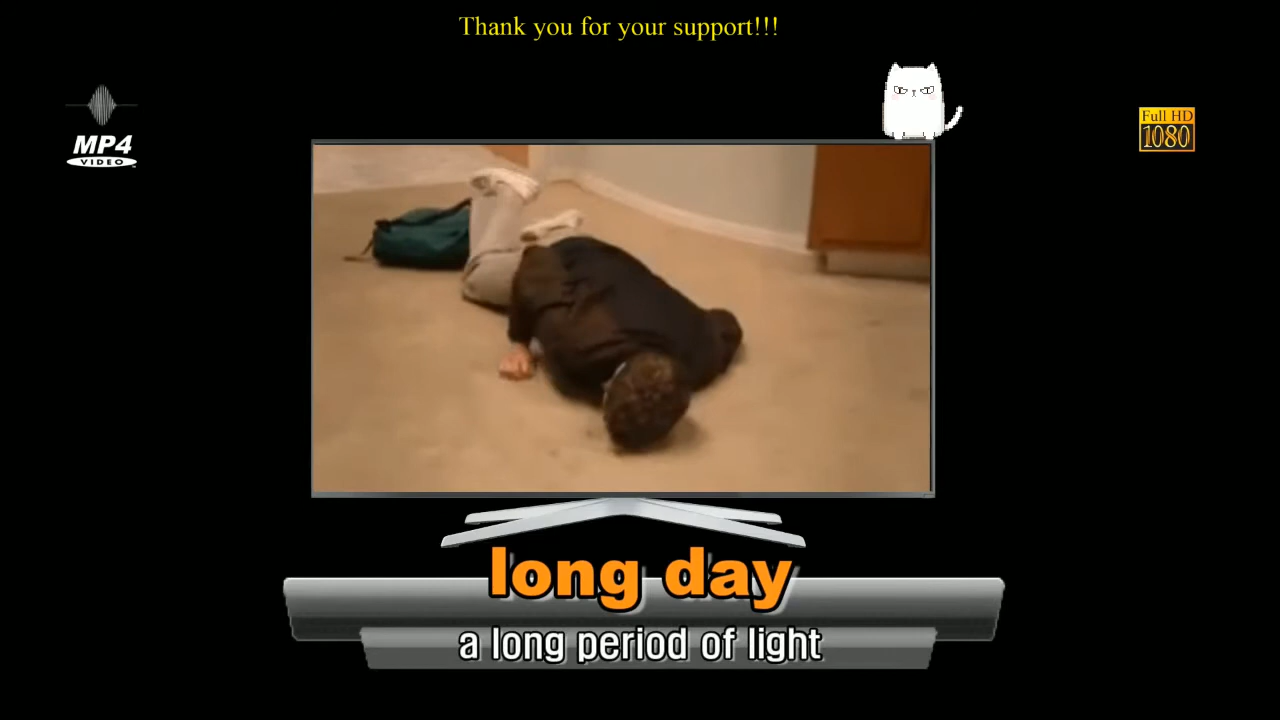 Thank you for your support!!!
MP4
VIDEO
Full HD
1080
long day
a long period of light